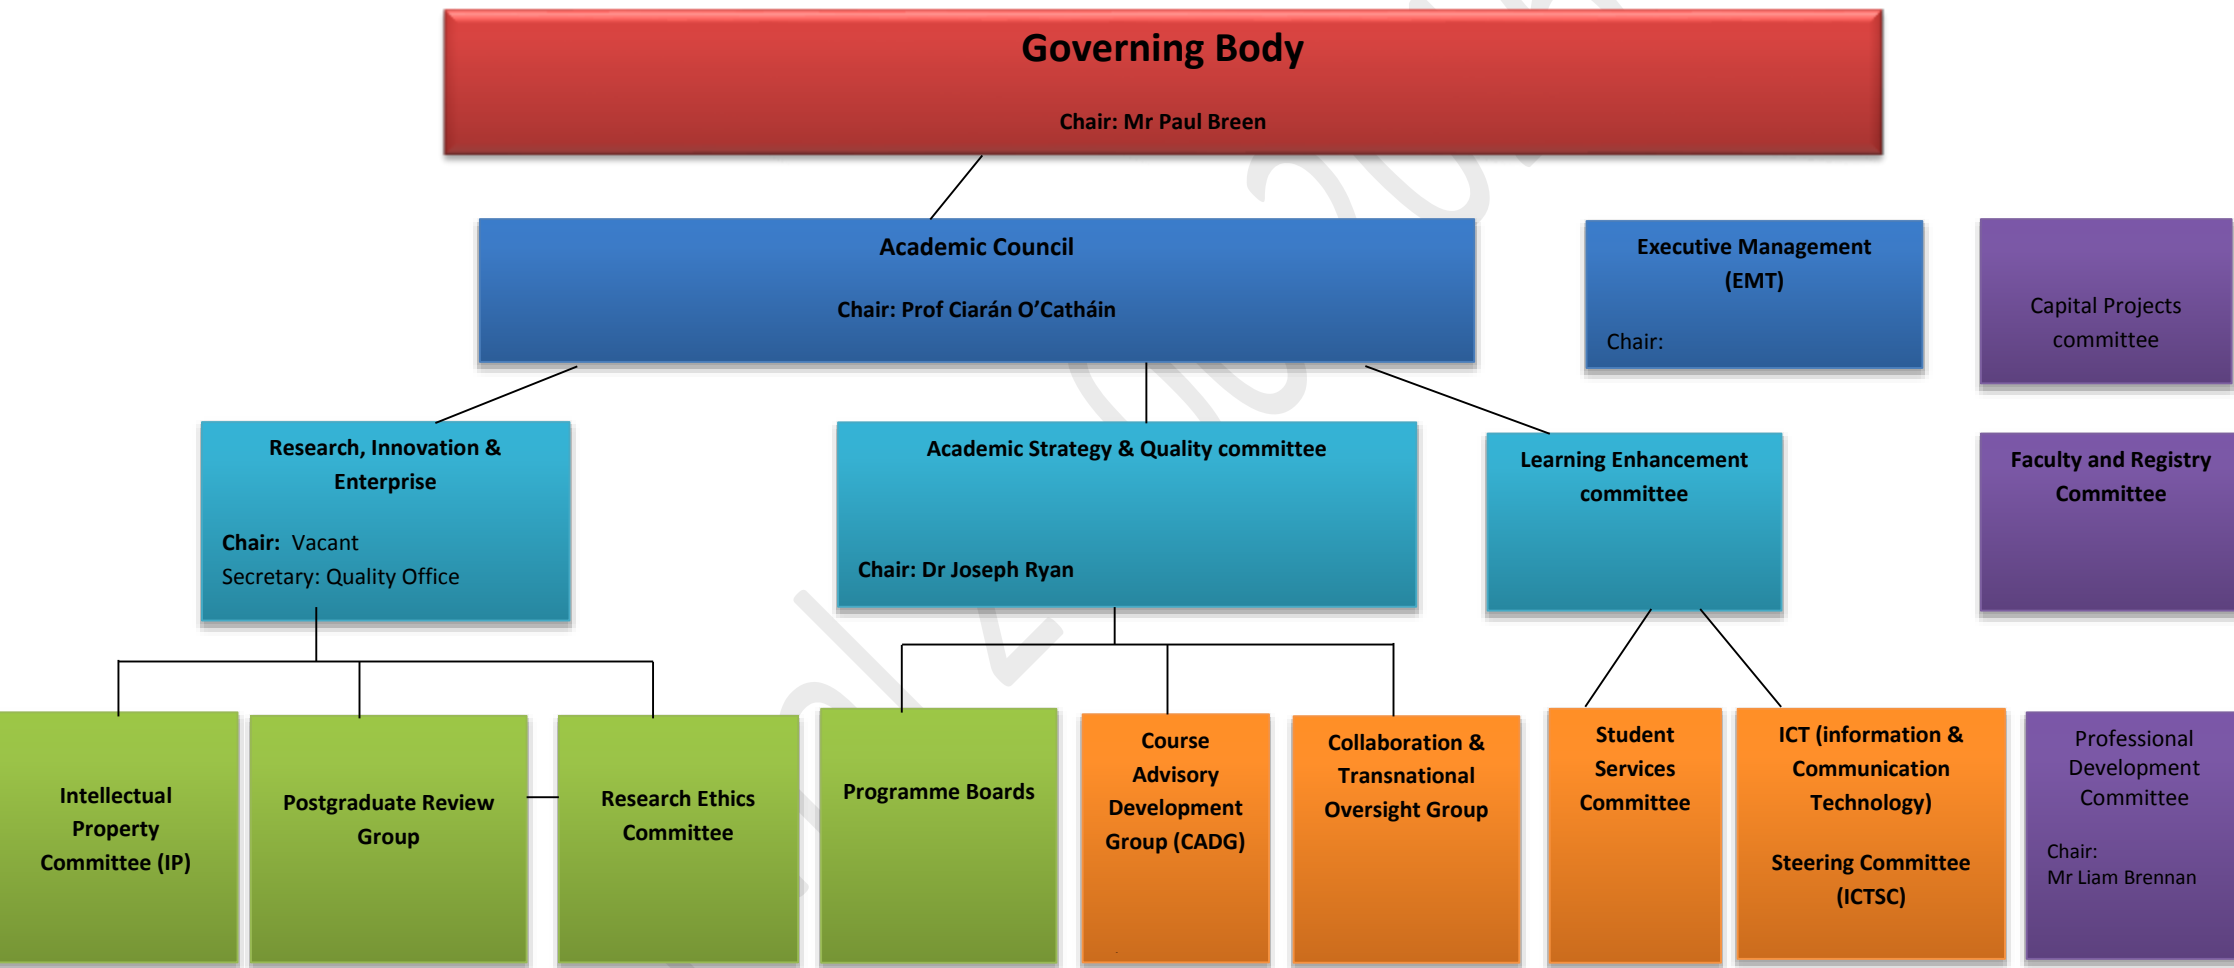 Governing Body
Chair: Mr Paul Breen
Academic Council
Chair: Prof Ciarán O’Catháin
Executive Management
(EMT)
Chair:
Capital Projects
committee
Research, Innovation &
Enterprise
Chair: Vacant
Secretary: Quality Office
Academic Strategy & Quality committee
Chair: Dr Joseph Ryan
Learning Enhancement
committee
Faculty and Registry
Committee
Intellectual
Property
Committee (IP)
Postgraduate Review
Group
Research Ethics
Committee
Programme Boards
Course
Advisory
Development
Group (CADG)
Collaboration &
Transnational
Oversight Group
Student
Services
Committee
ICT (information &
Communication
Technology)
Steering Committee
(ICTSC)
Professional
Development
Committee
Chair:
Mr Liam Brennan